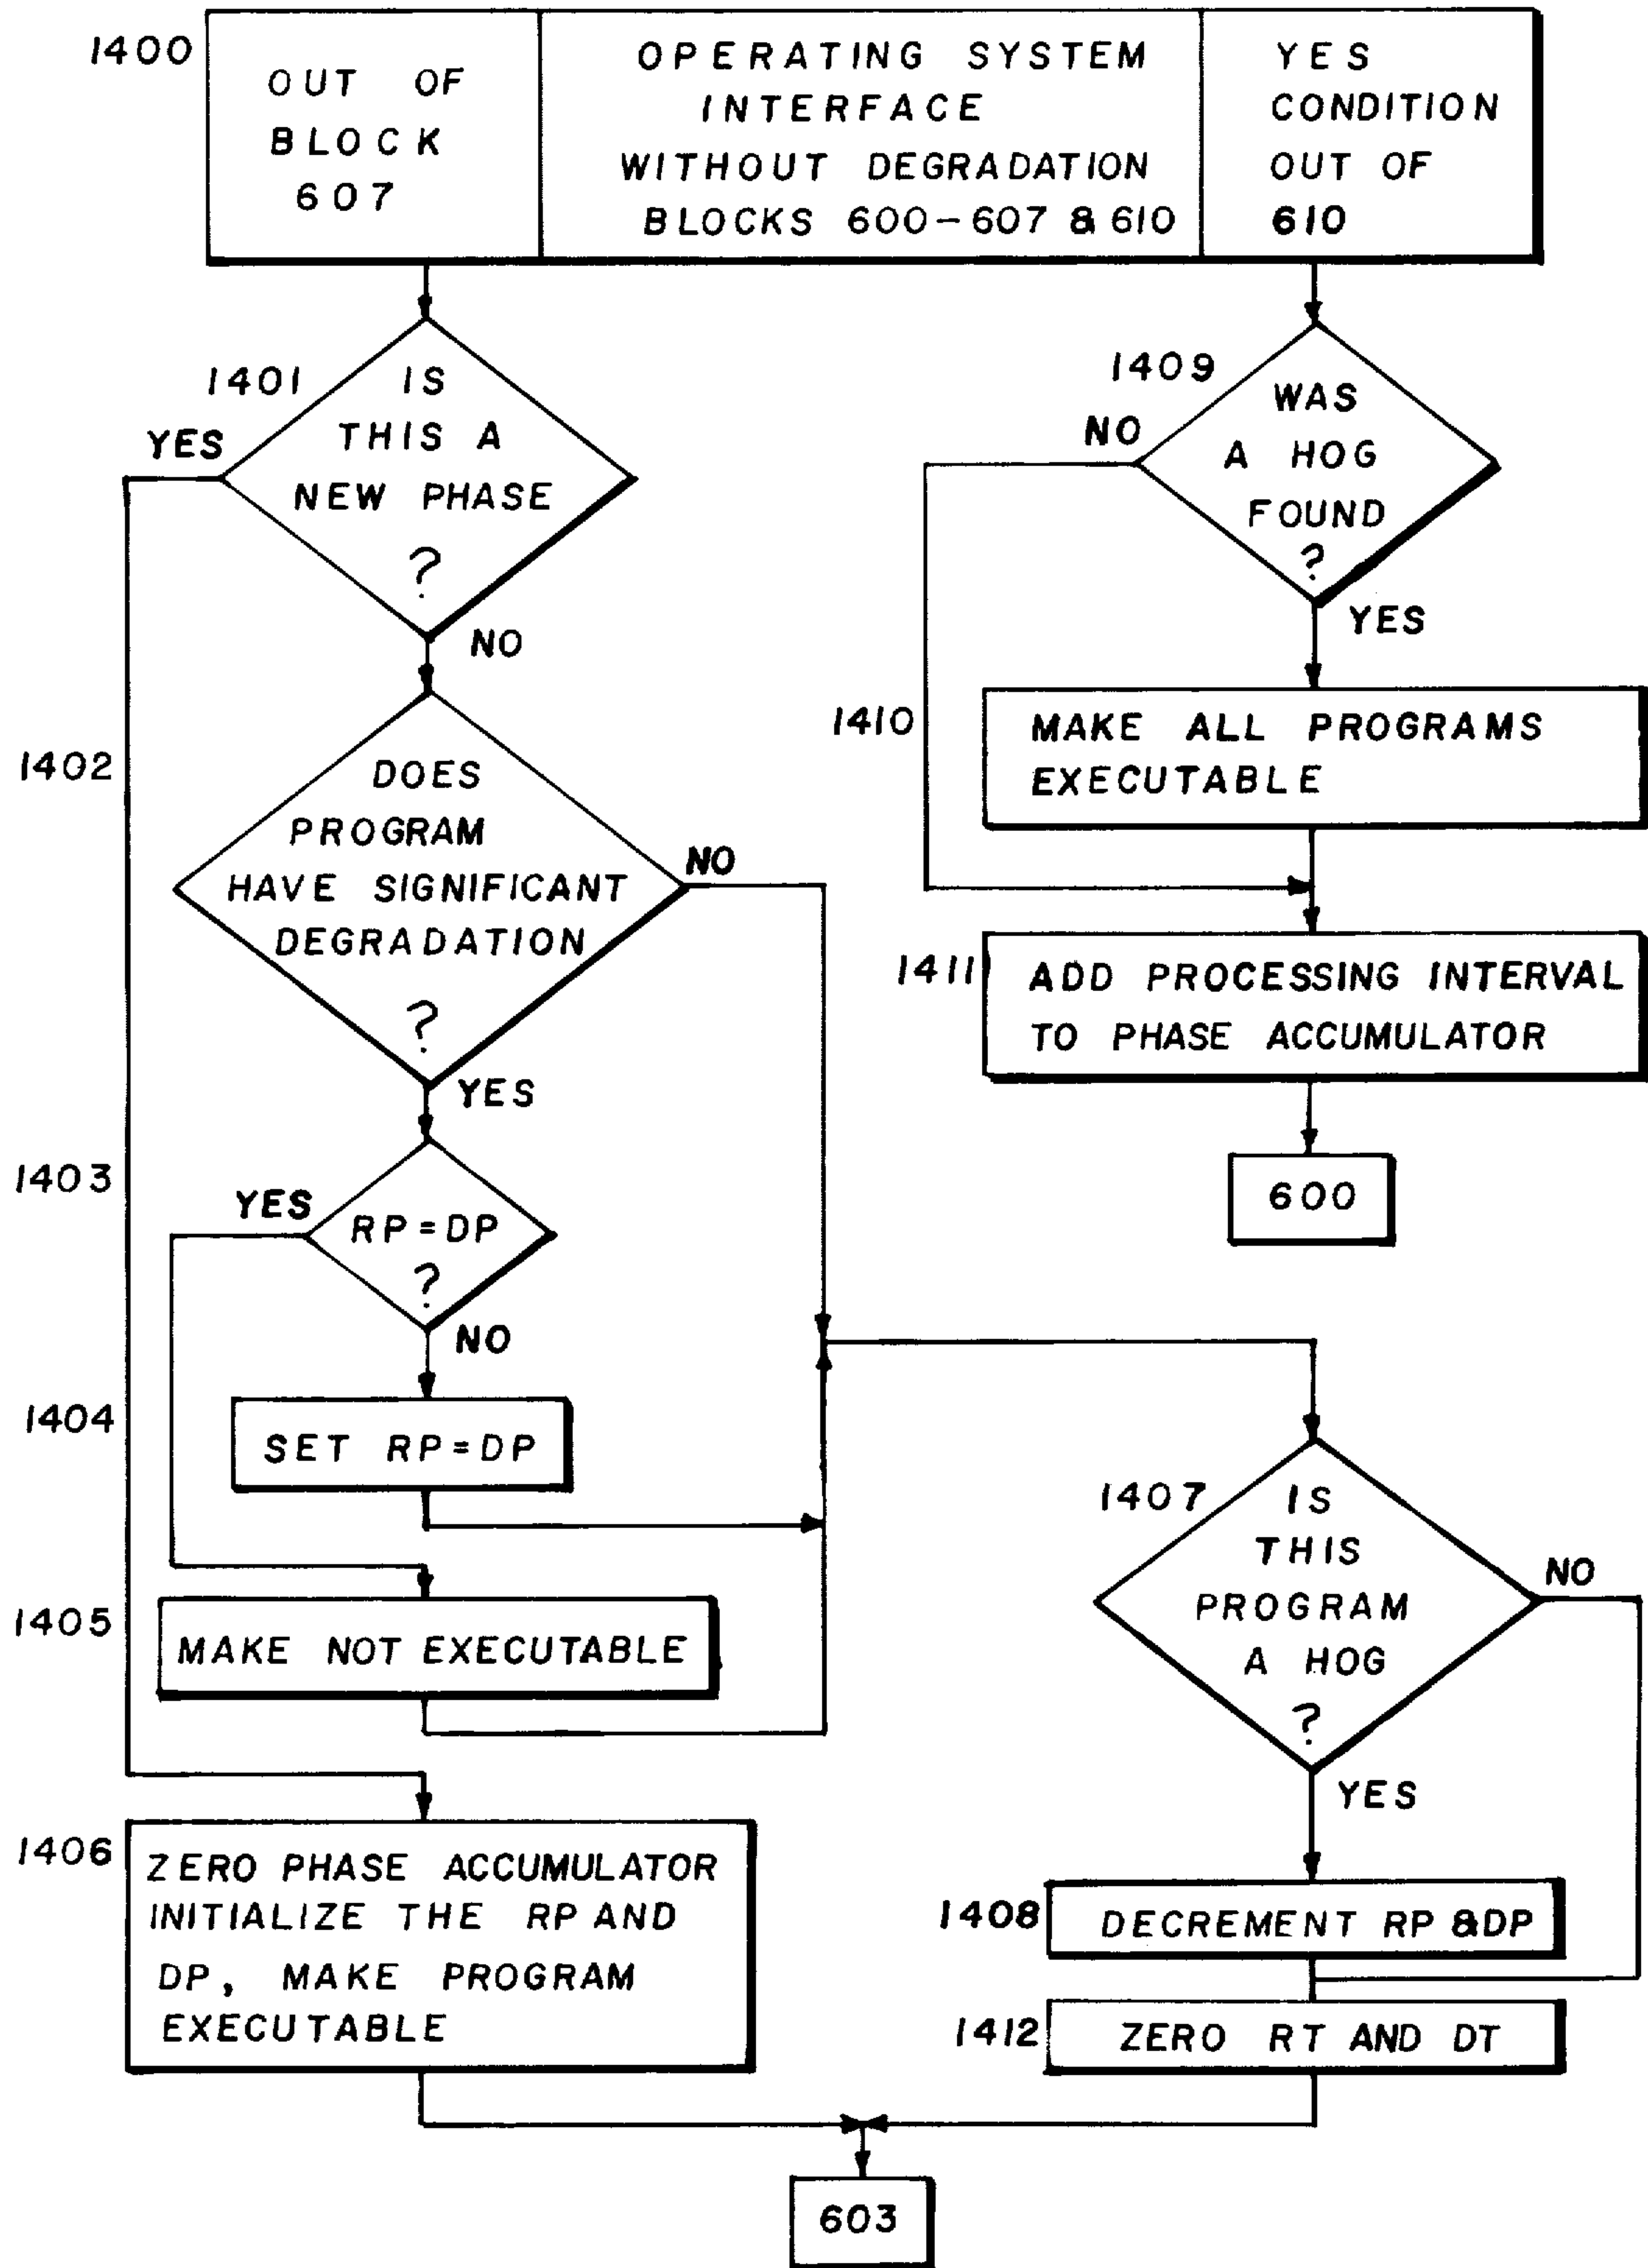 1400
OUT OF
BLOCK
607
OPERATING SYSTEM
INTERFACE
WITHOUT DEGRADATION
BLOCKS 600-607 & 610
YES
CONDITION
OUT OF
610
1401
IS
THIS A
NEW PHASE
?
YES
NO
1402
DOES
PROGRAM
HAVE SIGNIFICANT
DEGRADATION
?
NO
YES
1403
YES
RP=DP
?
NO
1404
SET RP=DP
1405
MAKE NOT EXECUTABLE
1406
ZERO PHASE ACCUMULATOR
INITIALIZE THE RP AND
DP, MAKE PROGRAM
EXECUTABLE
1409
WAS
A HOG
FOUND
?
NO
YES
1410
MAKE ALL PROGRAMS
EXECUTABLE
1411
ADD PROCESSING INTERVAL
TO PHASE ACCUMULATOR
600
1407
IS
THIS
PROGRAM
A HOG
?
NO
YES
1408
DECREMENT RP &DP
1412
ZERO RT AND DT
603